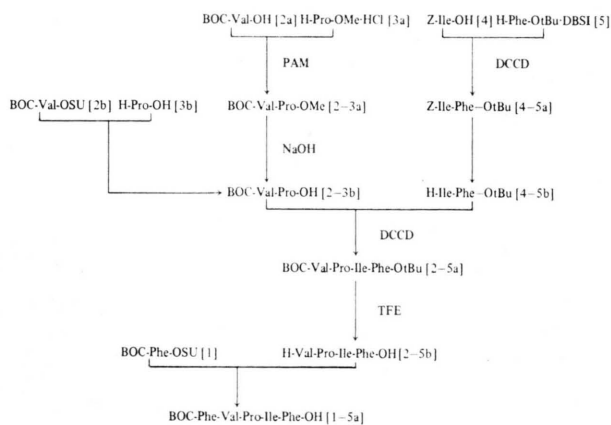 BOC-Val-OH [2a] H-Pro-OMe·HCl [3a] Z-Ile-OH [4] H-Phe-OtBu·DBSI [5]
PAM DCCD
BOC-Val-OSU [2b] H-Pro-OH [3b] BOC-Val-Pro-OMe [2-3a] Z-Ile-Phe-OtBu [4-5a]
NaOH
BOC-Val-Pro-OH [2-3b] H-Ile-Phe-OtBu [4-5b]
DCCD
BOC-Val-Pro-Ile-Phe-OtBu [2-5a]
TFE
BOC-Phe-OSU [1] H-Val-Pro-Ile-Phe-OH [2-5b]
BOC-Phe-Val-Pro-Ile-Phe-OH [1-5a]